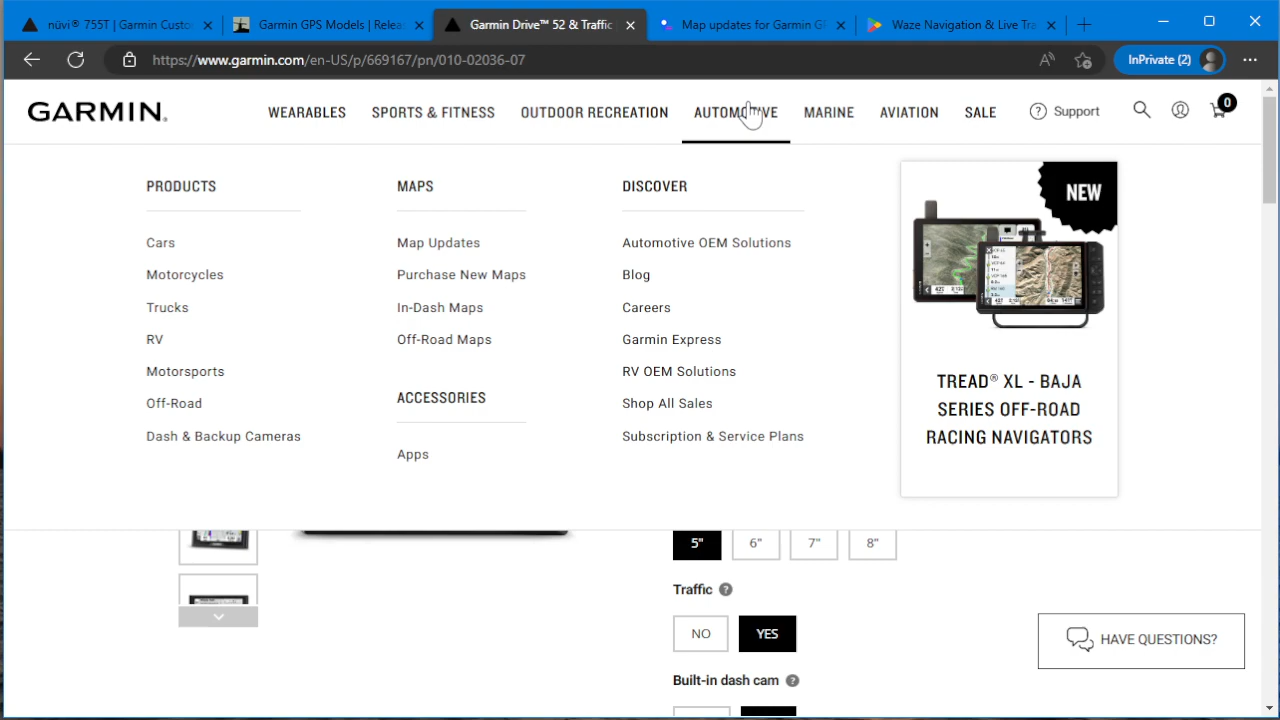 nüvi® 755T | Garmin Custo
Garmin GPS Models | Relea
Garmin Drive™ 52 & Traffic
Map updates for Garmin GP
Waze Navigation & Live Tra
https://www.garmin.com/en-US/p/669167/pn/010-02036-07
InPrivate (2)
GARMIN.
WEARABLES
SPORTS & FITNESS
OUTDOOR RECREATION
AUTOMOTIVE
MARINE
AVIATION
SALE
Support
0
PRODUCTS
Cars
Motorcycles
Trucks
RV
Motorsports
Off-Road
Dash & Backup Cameras
MAPS
Map Updates
Purchase New Maps
In-Dash Maps
Off-Road Maps
ACCESSORIES
Apps
DISCOVER
Automotive OEM Solutions
Blog
Careers
Garmin Express
RV OEM Solutions
Shop All Sales
Subscription & Service Plans
NEW
TREAD® XL - BAJA
SERIES OFF-ROAD
RACING NAVIGATORS
5"
6"
7"
8"
Traffic
NO
YES
Built-in dash cam
HAVE QUESTIONS?